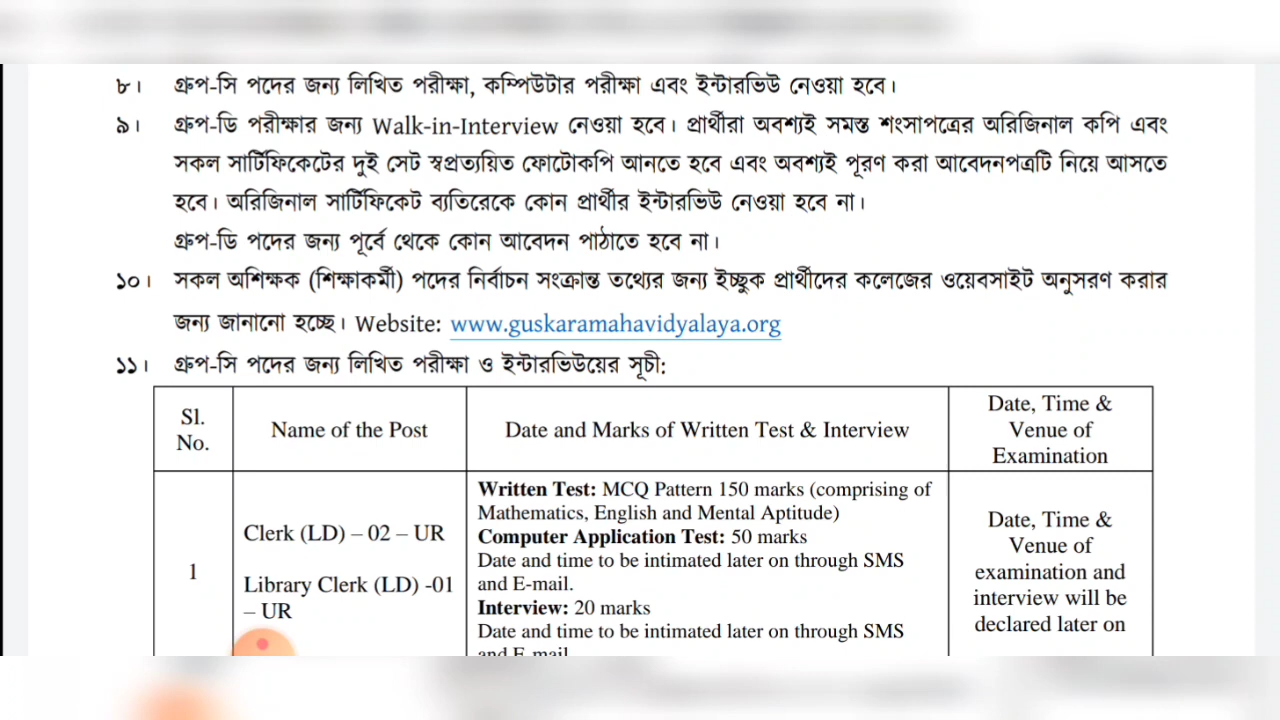 ৮। গ্রুপ-সি পদের জন্য লিখিত পরীক্ষা, কম্পিউটার পরীক্ষা এবং ইন্টারভিউ নেওয়া হবে।
৯। গ্রুপ-ডি পরীক্ষার জন্য Walk-in-Interview নেওয়া হবে। প্রার্থীরা অবশ্যই সমস্ত শংসাপত্রের অরিজিনাল কপি এবং
সকল সার্টিফিকেটের দুই সেট স্বপ্রত্যয়িত ফোটোকপি আনতে হবে এবং অবশ্যই পূরণ করা আবেদনপত্রটি নিয়ে আসতে
হবে। অরিজিনাল সার্টিফিকেট ব্যতিরেকে কোন প্রার্থীর ইন্টারভিউ নেওয়া হবে না।
গ্রুপ-ডি পদের জন্য পূর্বে থেকে কোন আবেদন পাঠাতে হবে না।
১০। সকল অশিক্ষক (শিক্ষাকর্মী) পদের নির্বাচন সংক্রান্ত তথ্যের জন্য ইচ্ছুক প্রার্থীদের কলেজের ওয়েবসাইট অনুসরণ করার
জন্য জানানো হচ্ছে। Website: www.guskaramahavidyalaya.org
১১। গ্রুপ-সি পদের জন্য লিখিত পরীক্ষা ও ইন্টারভিউয়ের সূচী:
Sl.
No.
Name of the Post
Date and Marks of Written Test & Interview
Date, Time &
Venue of
Examination
1
Clerk (LD) – 02 – UR
Library Clerk (LD) -01
– UR
Written Test: MCQ Pattern 150 marks (comprising of
Mathematics, English and Mental Aptitude)
Computer Application Test: 50 marks
Date and time to be intimated later on through SMS
and E-mail.
Interview: 20 marks
Date and time to be intimated later on through SMS
and E-mail
Date, Time &
Venue of
examination and
interview will be
declared later on